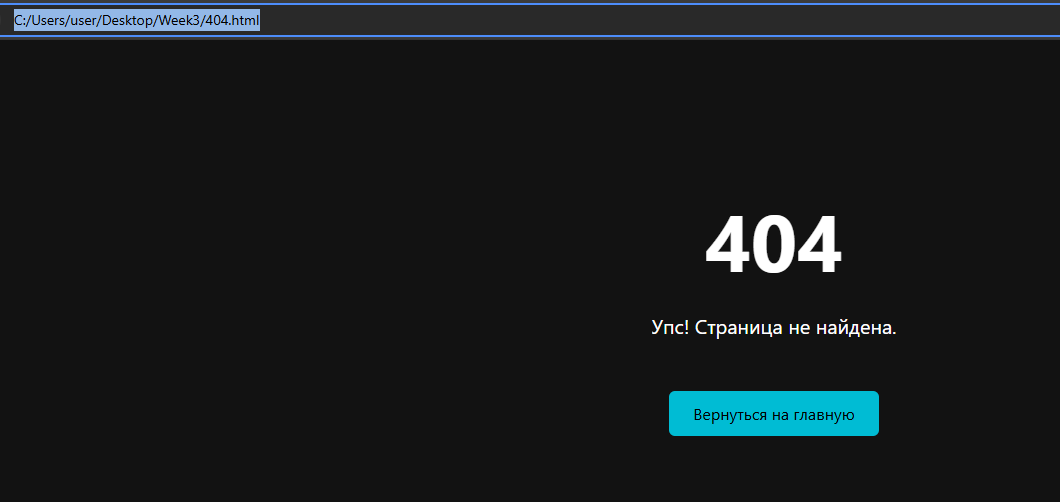 C:/Users/user/Desktop/Week3/404.html
404
Упс! Страница не найдена.
Вернуться на главную